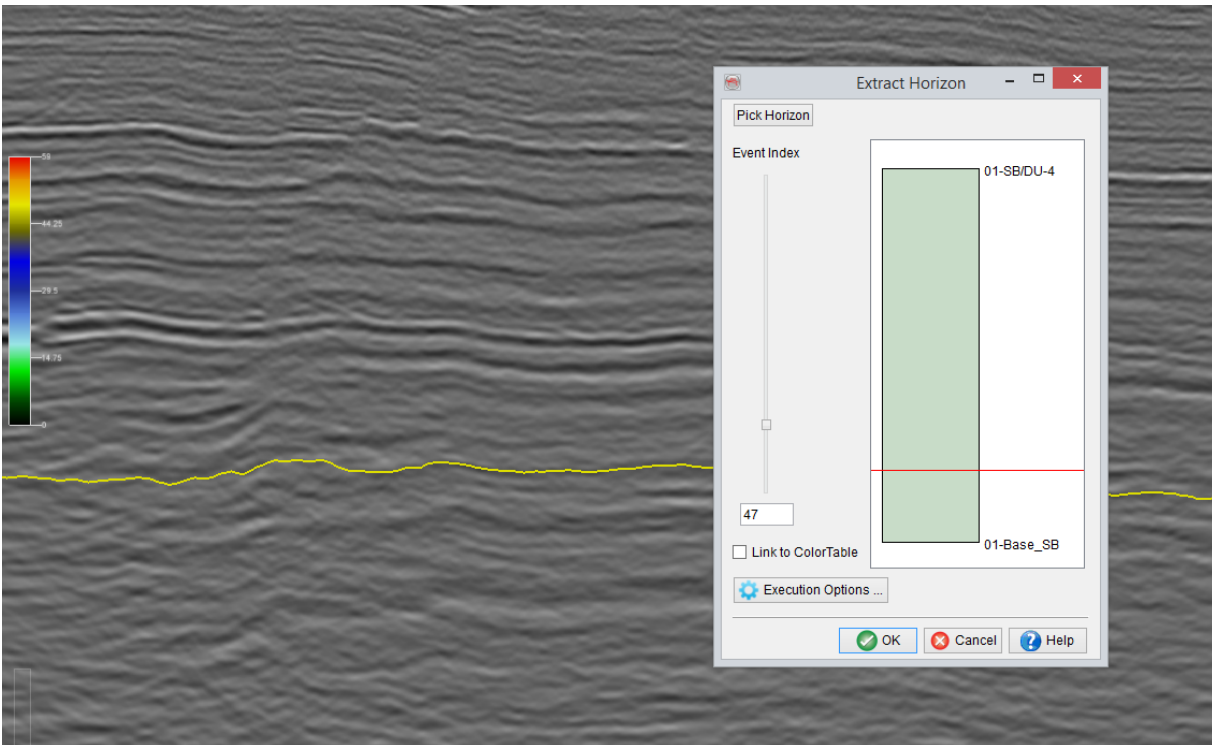 Extract Horizon
Pick Horizon
Event Index
01-SB/DU-4
59
44.25
29.5
14.75
0
47
01-Base_SB
Link to ColorTable
Execution Options ...
OK
Cancel
Help